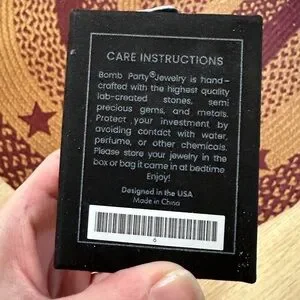 CARE INSTRUCTIONS
Bomb Party® Jewelry is hand-
crafted with the highest quality
lab-created stones, semi
precious gems, and metals.
Protect your investment by
avoiding contact with water,
perfume, or other chemicals.
Please store your jewelry in the
box or bag it came in at bedtime
Enjoy!
Designed in the USA
Made in China
6